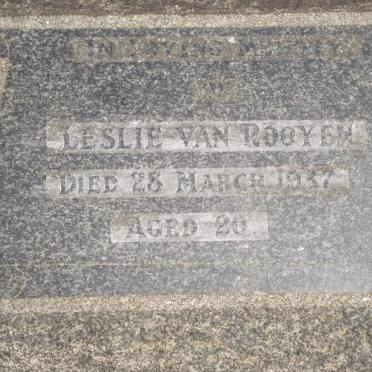 IN LOVING MEMORY
OF
LESLIE VAN ROOYEN
DIED 28 MARCH 1937
AGED 20